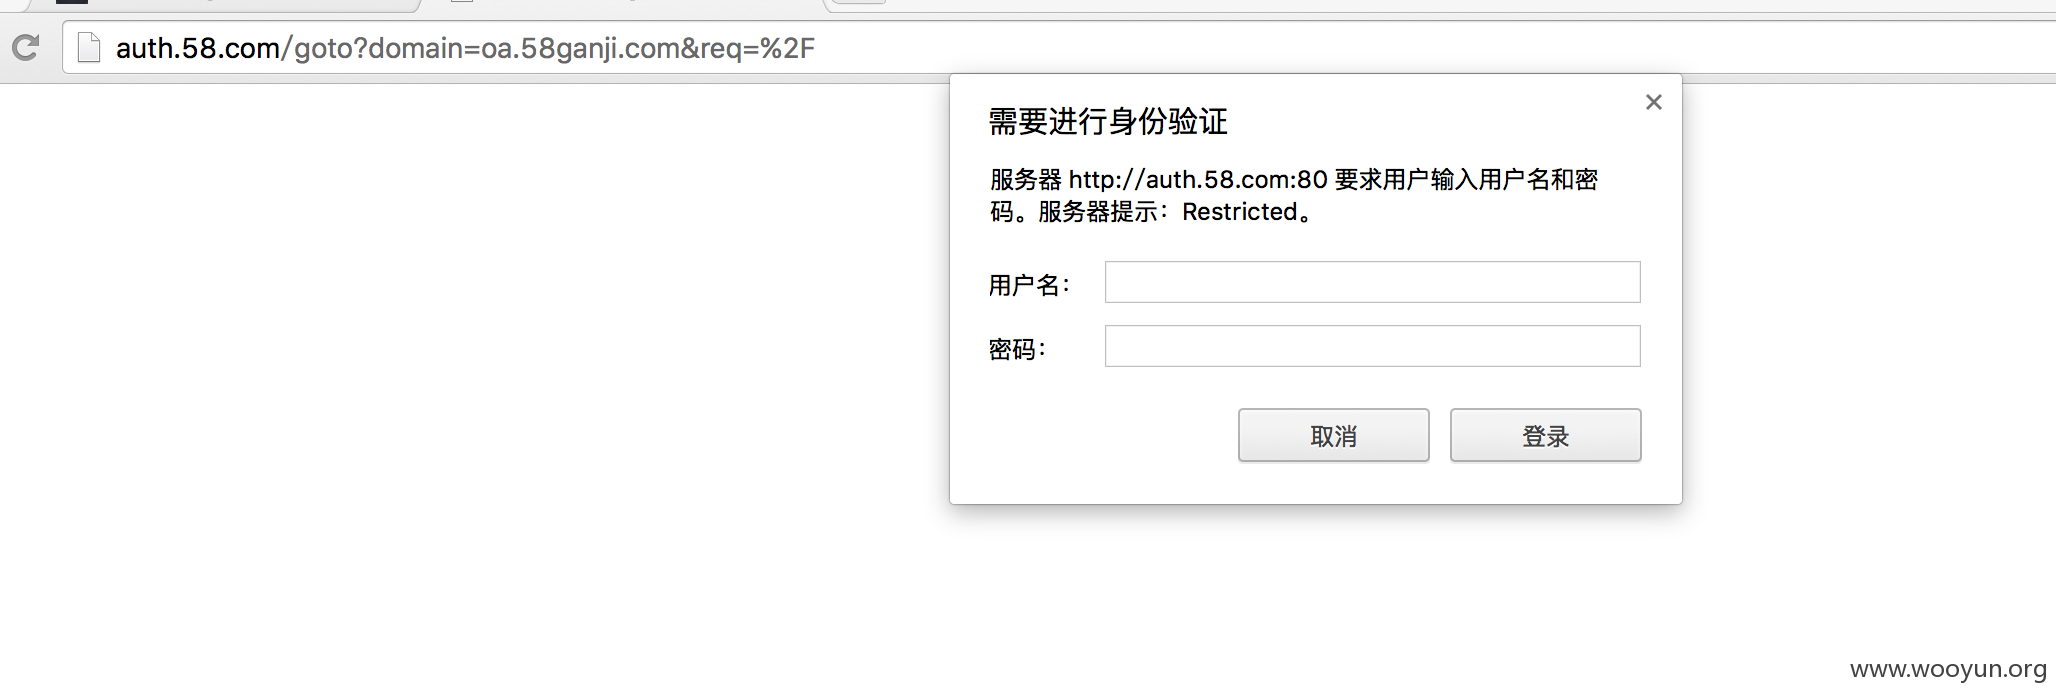 auth.58.com/goto?domain=oa.58ganji.com&req=%2F
需要进行身份验证
服务器 http://auth.58.com:80 要求用户输入用户名和密
码。服务器提示：Restricted。
用户名：
密码：
取消
登录
www.wooyun.org